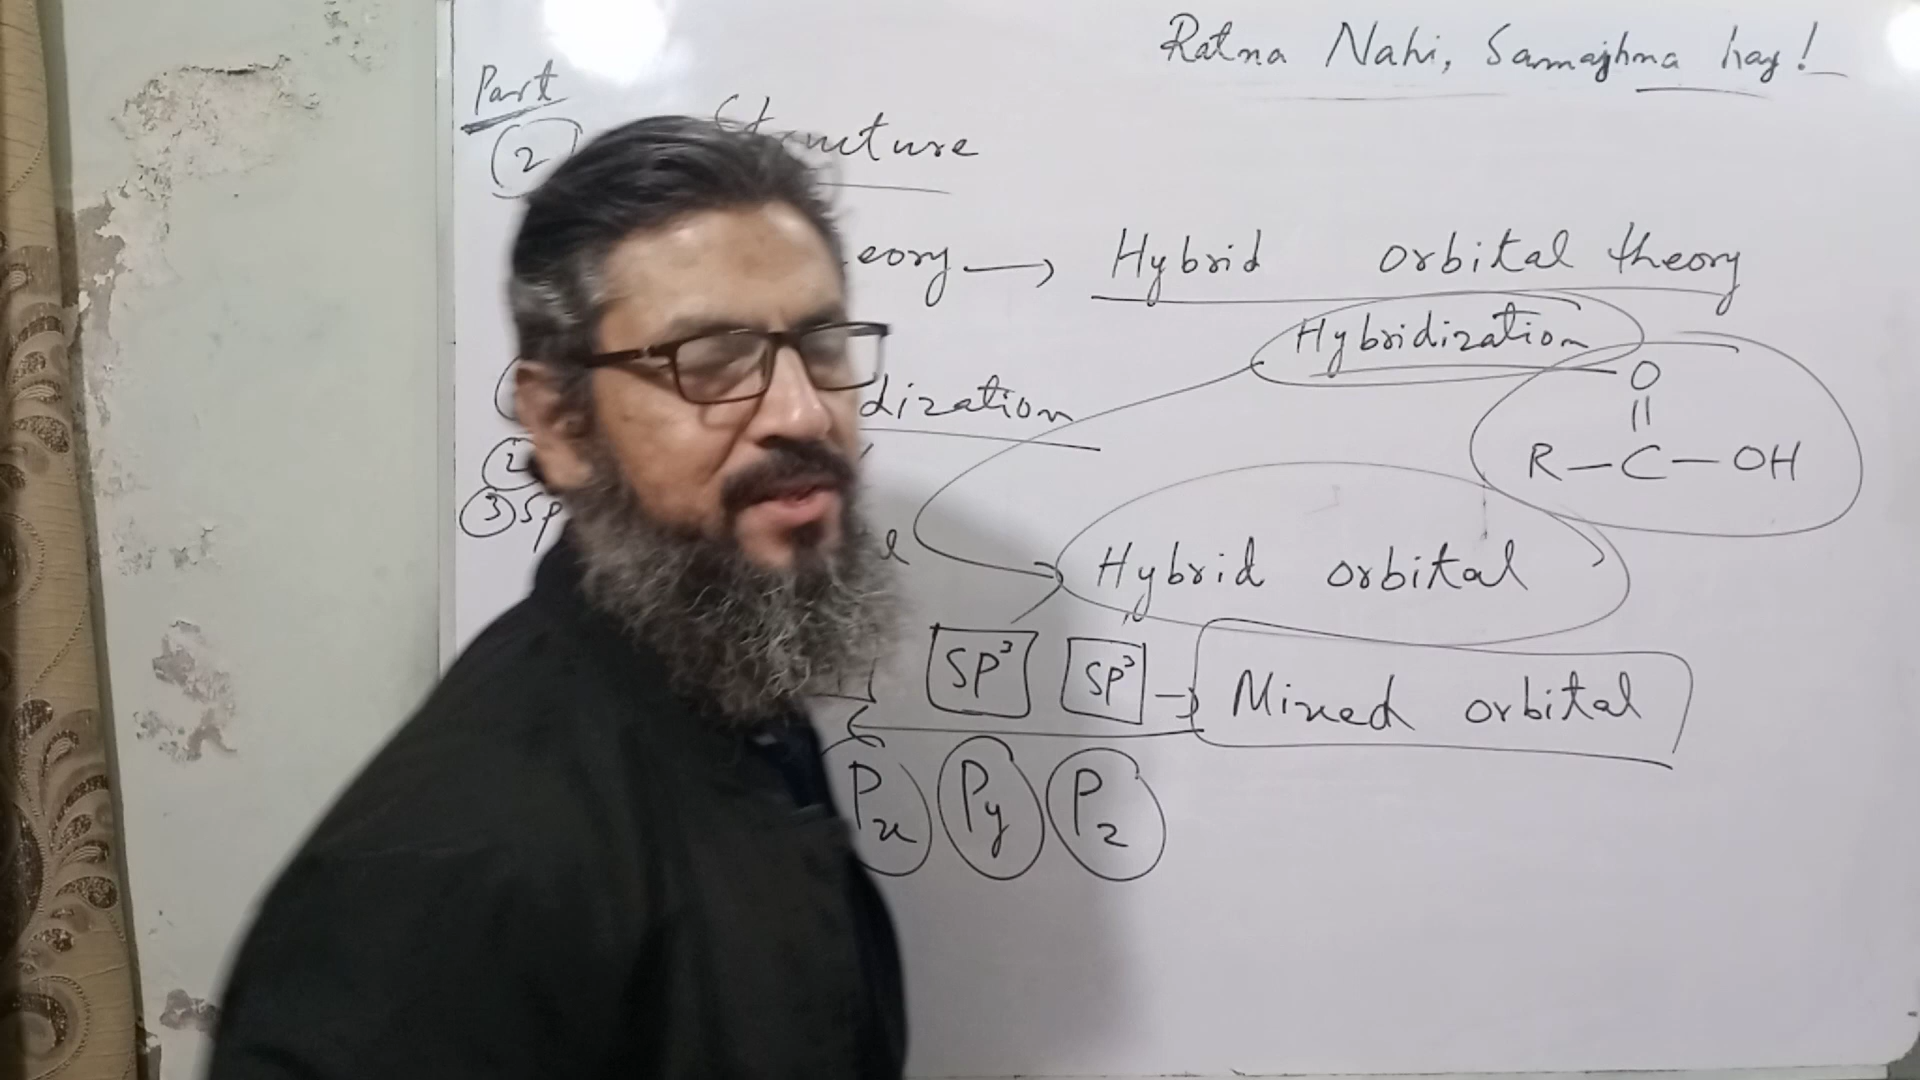 Ratna Nahi, Samajhna hay!
Part
2
Structure
eory → Hybrid orbital theory
Hybridization
O
||
R—C—OH
dization
2
3 Sp
Hybrid orbital
SP³ SP³ → Mixed orbital
Px Py Pz